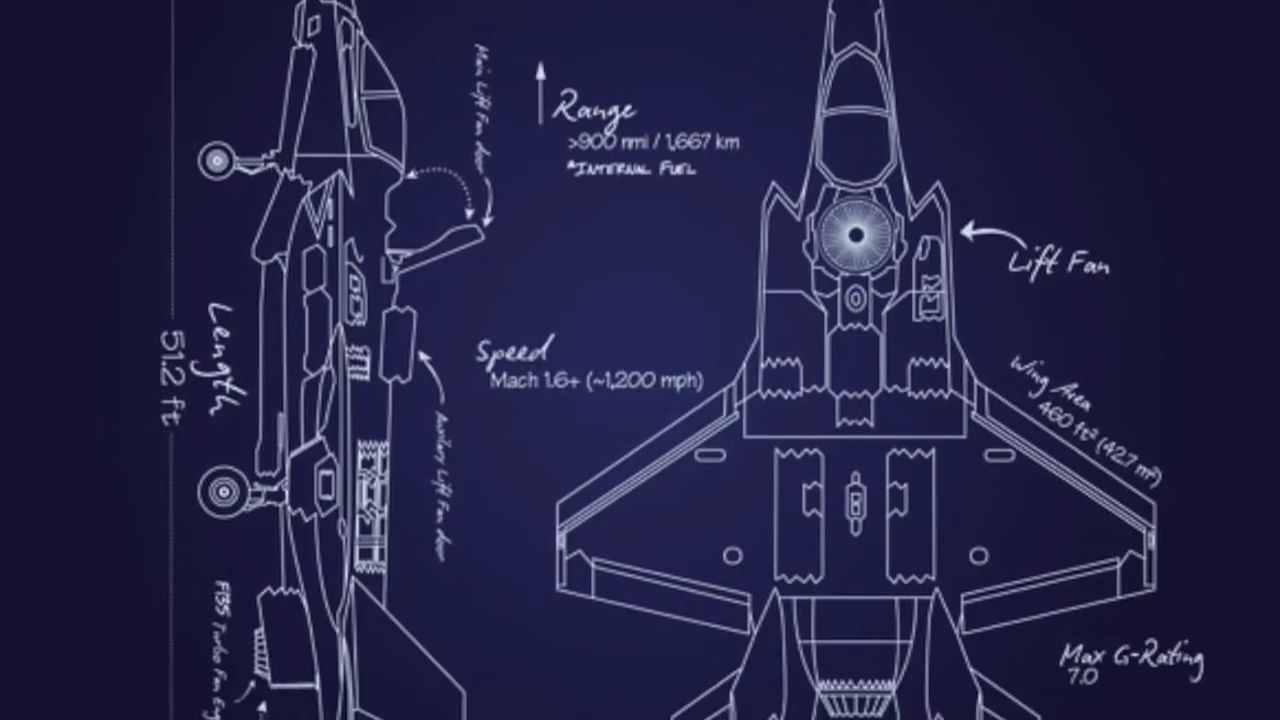 Main Lift Fan door
Range
>900 nmi / 1,667 km
*INTERNAL FUEL
Lift Fan
Length
51.2 ft
Speed
Mach 1.6+ (~1,200 mph)
Wing Area
460 ft² (42.7 m²)
Auxiliary Lift Fan door
F135 Turbo Fan Eng
Max G-Rating
7.0